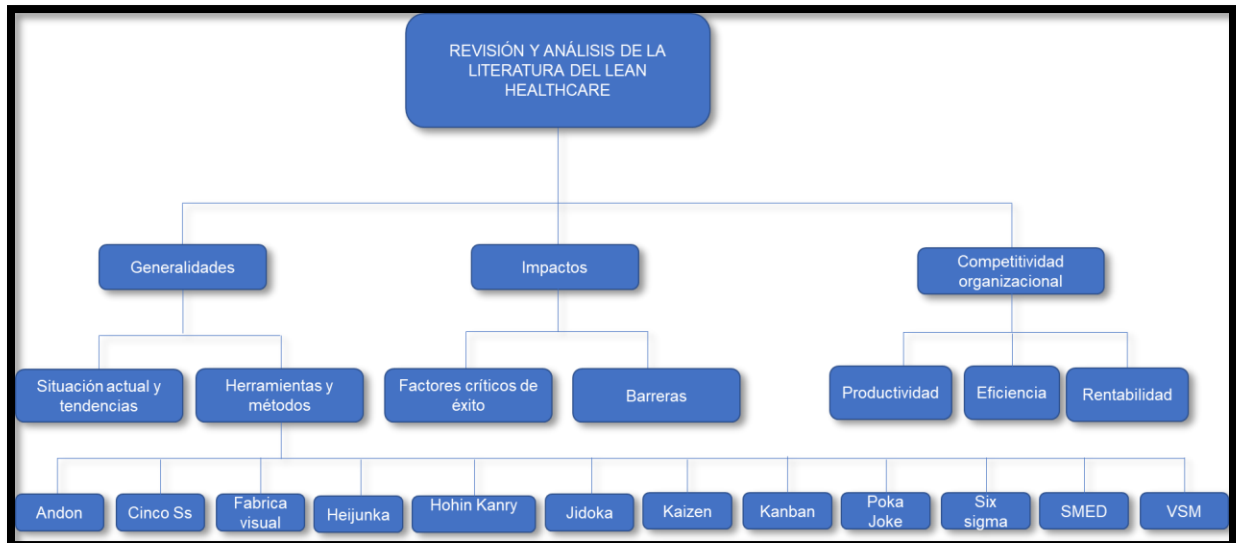 REVISIÓN Y ANÁLISIS DE LA
LITERATURA DEL LEAN
HEALTHCARE
Generalidades
Impactos
Competitividad
organizacional
Situación actual y
tendencias
Herramientas y
métodos
Factores críticos de
éxito
Barreras
Productividad
Eficiencia
Rentabilidad
Andon
Cinco Ss
Fabrica
visual
Heijunka
Hohin Kanry
Jidoka
Kaizen
Kanban
Poka
Joke
Six
sigma
SMED
VSM